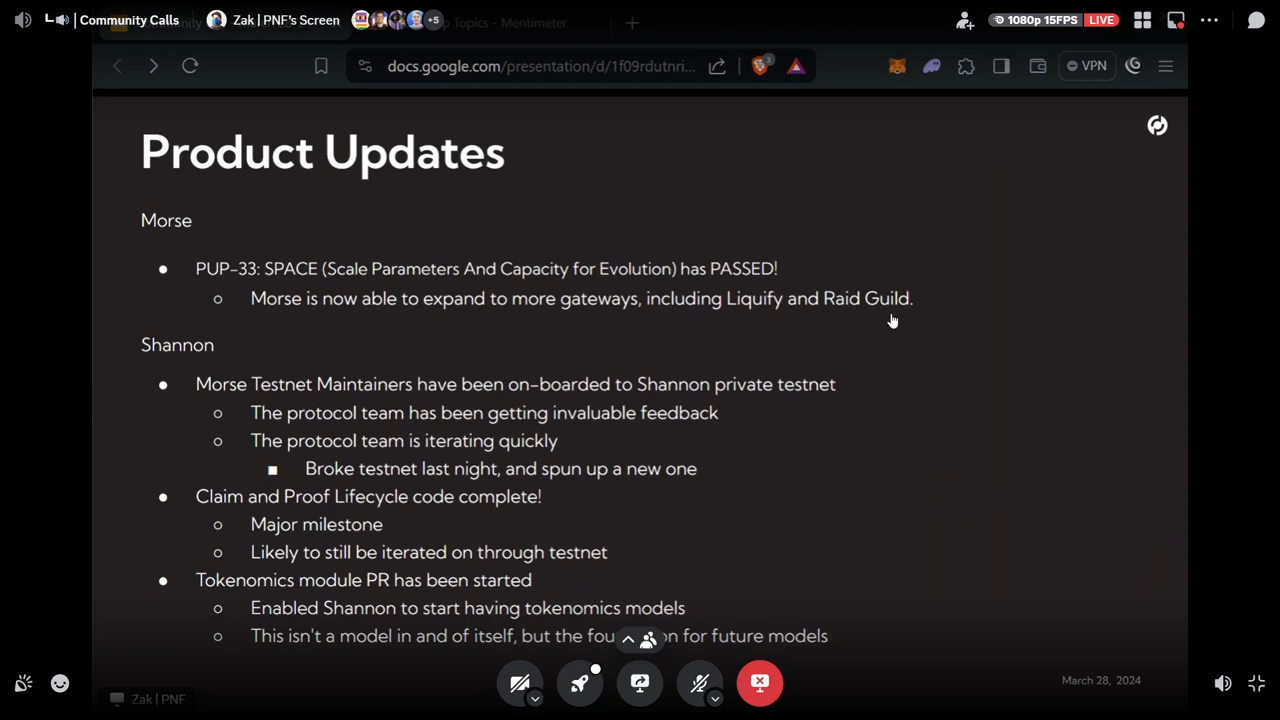 Community Calls
Zak | PNF's Screen
+5
p Topics - Mentimeter
1080p 15FPS
LIVE
docs.google.com/presentation/d/1f09rdutnri...
3
VPN
Product Updates
Morse
● PUP-33: SPACE (Scale Parameters And Capacity for Evolution) has PASSED!
○ Morse is now able to expand to more gateways, including Liquify and Raid Guild.
Shannon
● Morse Testnet Maintainers have been on-boarded to Shannon private testnet
○ The protocol team has been getting invaluable feedback
○ The protocol team is iterating quickly
■ Broke testnet last night, and spun up a new one
● Claim and Proof Lifecycle code complete!
○ Major milestone
○ Likely to still be iterated on through testnet
● Tokenomics module PR has been started
○ Enabled Shannon to start having tokenomics models
○ This isn't a model in and of itself, but the fou on for future models
March 28, 2024
Zak | PNF